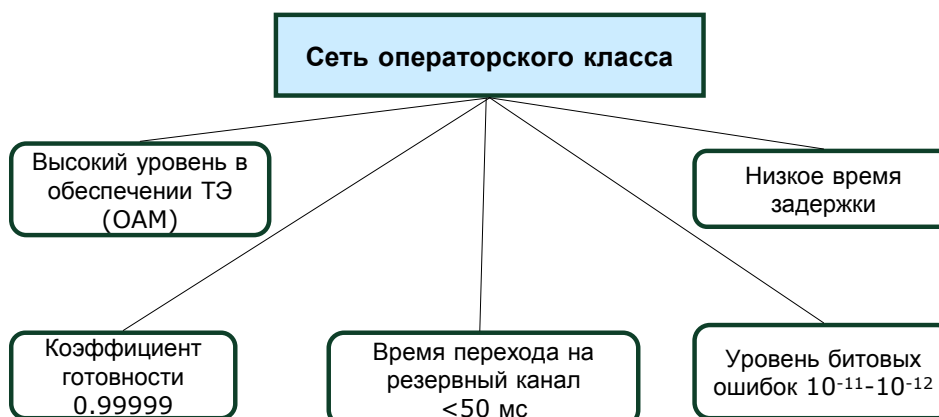 Сеть операторского класса
Высокий уровень в
обеспечении ТЭ
(OAM)
Низкое время
задержки
Коэффициент
готовности
0.99999
Время перехода на
резервный канал
<50 мс
Уровень битовых
ошибок 10⁻¹¹-10⁻¹²